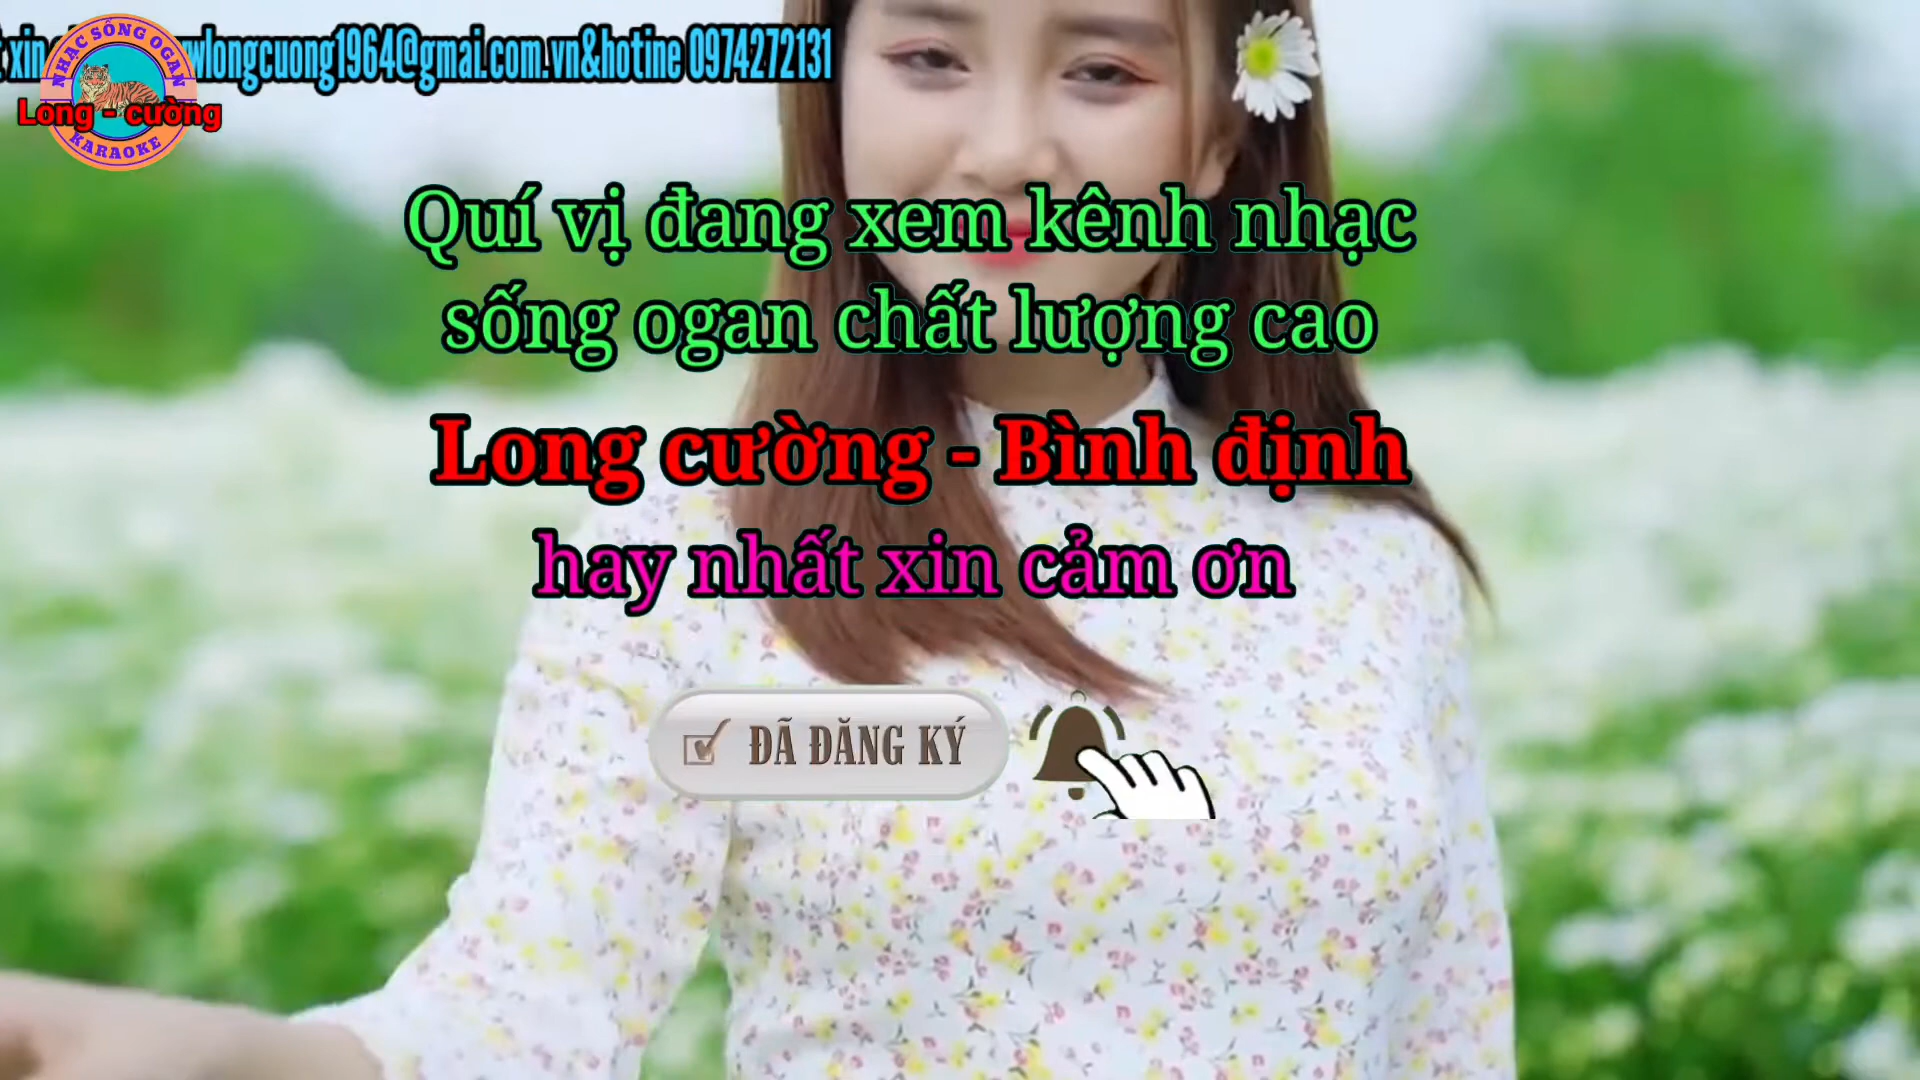 xin wlongcuong1964@gmai.com.vn&hotine 0974272131
NHẠC SỐNG OGAN
Long - cường
KARAOKE
Quí vị đang xem kênh nhạc
sống ogan chất lượng cao
Long cường - Bình định
hay nhất xin cảm ơn
ĐÃ ĐĂNG KÝ